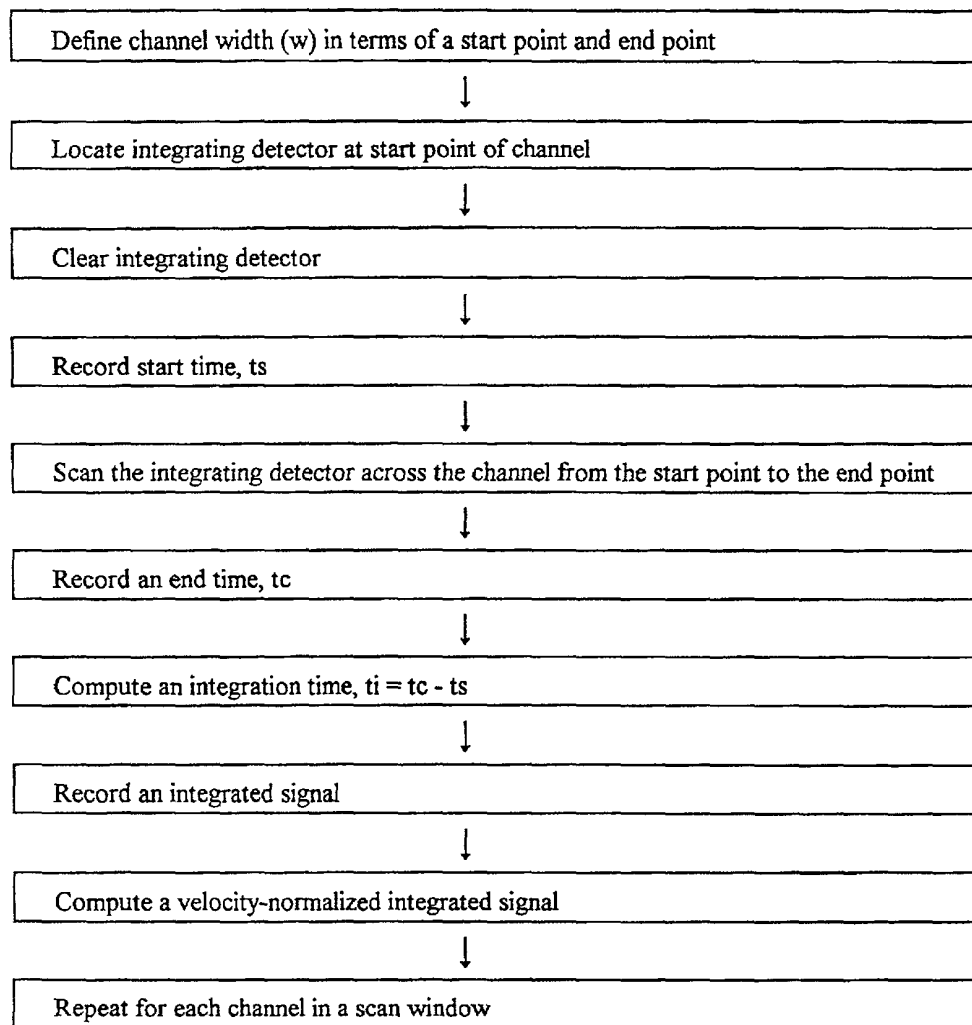 Define channel width (w) in terms of a start point and end point
Locate integrating detector at start point of channel
Clear integrating detector
Record start time, ts
Scan the integrating detector across the channel from the start point to the end point
Record an end time, tc
Compute an integration time, ti = tc - ts
Record an integrated signal
Compute a velocity-normalized integrated signal
Repeat for each channel in a scan window